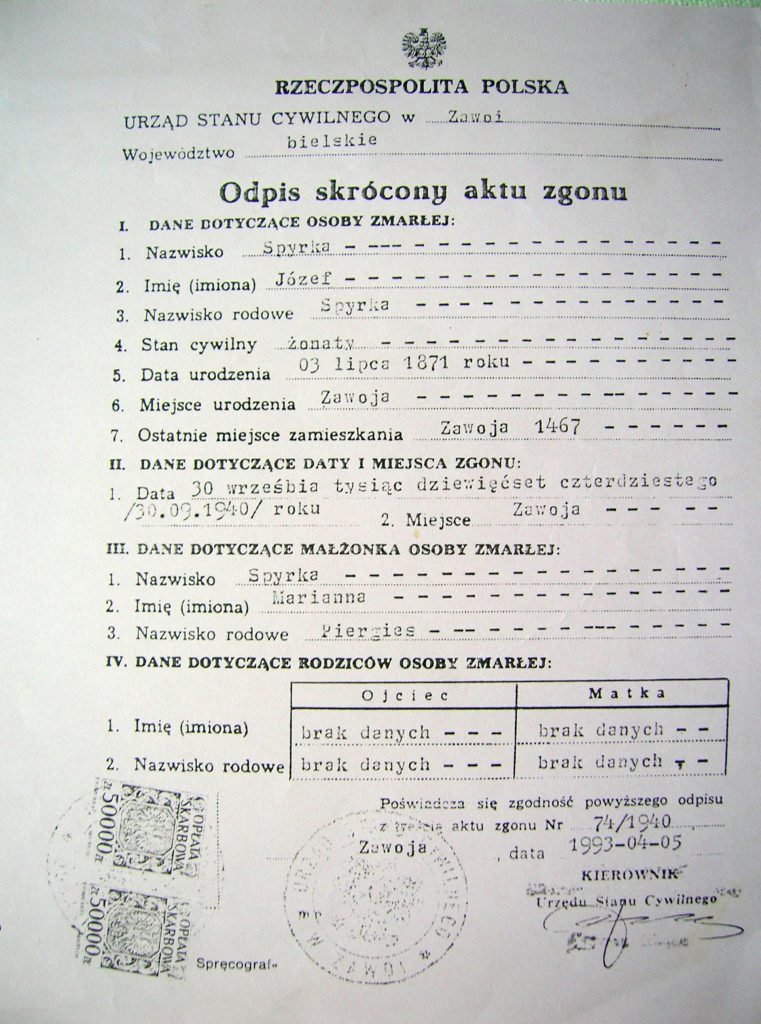 RZECZPOSPOLITA POLSKA
URZĄD STANU CYWILNEGO w Zawoi
Województwo bielskie
Odpis skrócony aktu zgonu
I. DANE DOTYCZĄCE OSOBY ZMARŁEJ:
1. Nazwisko Spyrka
2. Imię (imiona) Józef
3. Nazwisko rodowe Spyrka
4. Stan cywilny żonaty
5. Data urodzenia 03 lipca 1871 roku
6. Miejsce urodzenia Zawoja
7. Ostatnie miejsce zamieszkania Zawoja 1467
II. DANE DOTYCZĄCE DATY I MIEJSCA ZGONU:
1. Data 30 wrześbia tysiąc dziewięćset czterdziestego
/30.09.1940/ roku 2. Miejsce Zawoja
III. DANE DOTYCZĄCE MAŁŻONKA OSOBY ZMARŁEJ:
1. Nazwisko Spyrka
2. Imię (imiona) Marianna
3. Nazwisko rodowe Piergies
IV. DANE DOTYCZĄCE RODZICÓW OSOBY ZMARŁEJ:
Ojciec Matka
1. Imię (imiona) brak danych - - - brak danych - -
2. Nazwisko rodowe brak danych - - - brak danych - -
Poświadcza się zgodność powyższego odpisu
z treścią aktu zgonu Nr 74/1940
Zawoja, data 1993-04-05
KIEROWNIK
Urzędu Stanu Cywilnego
OPŁATA SKARBOWA
50000 zł
OPŁATA SKARBOWA
50000 zł
Spręcograf